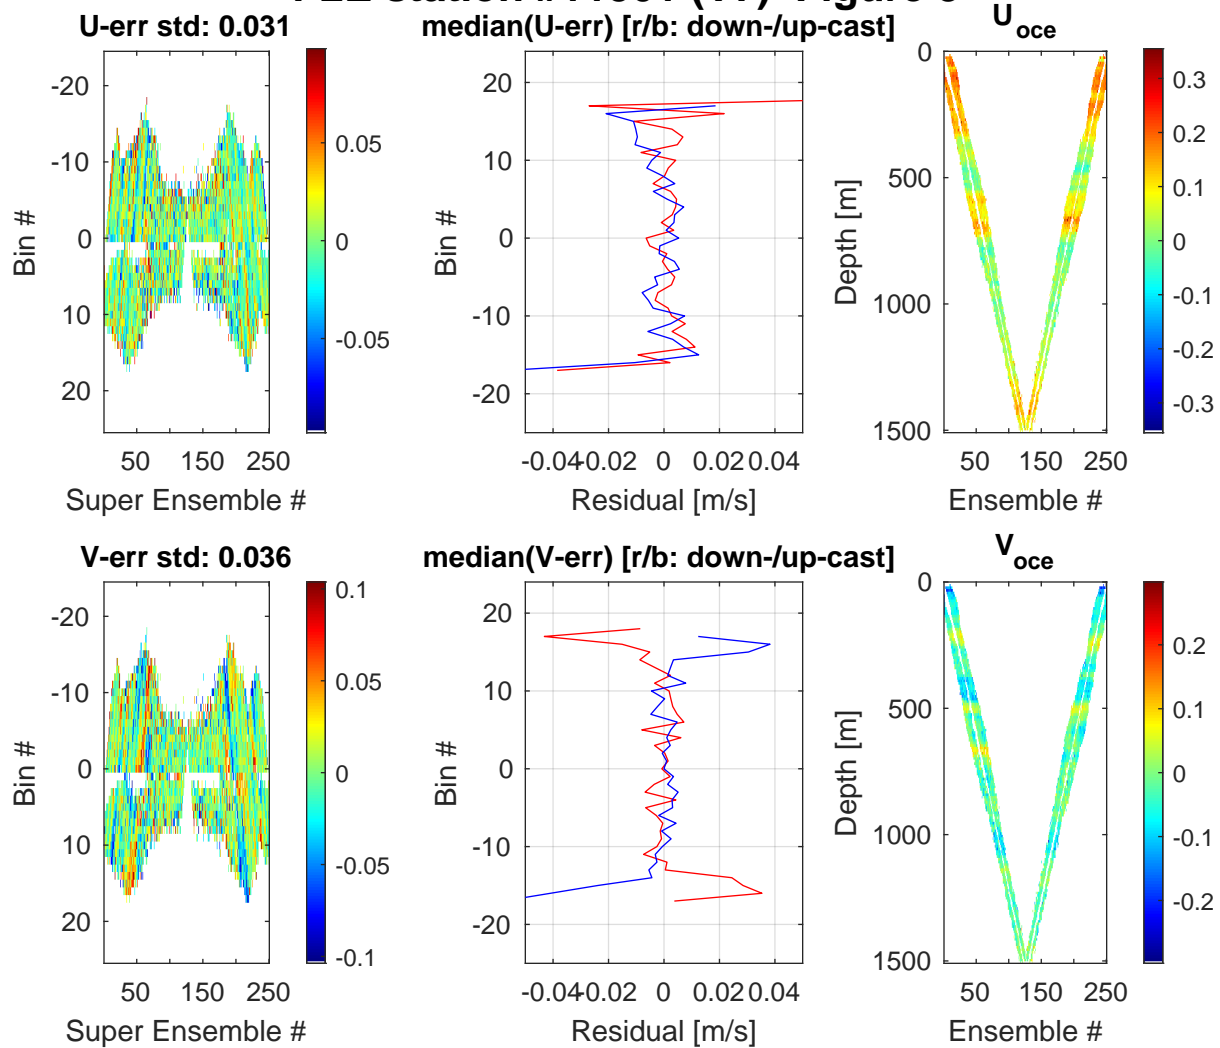 U-err std: 0.031
-20
-10
0
10
20
Bin #
50 150 250
Super Ensemble #
0.05
0
-0.05
median(U-err) [r/b: down-/up-cast]
20
10
0
-10
-20
Bin #
-0.04 -0.02 0 0.02 0.04
Residual [m/s]
U oce
0
500
1000
1500
Depth [m]
50 150 250
Ensemble #
0.3
0.2
0.1
0
-0.1
-0.2
-0.3
V-err std: 0.036
-20
-10
0
10
20
Bin #
50 150 250
Super Ensemble #
0.1
0.05
0
-0.05
-0.1
median(V-err) [r/b: down-/up-cast]
20
10
0
-10
-20
Bin #
-0.04 -0.02 0 0.02 0.04
Residual [m/s]
V oce
0
500
1000
1500
Depth [m]
50 150 250
Ensemble #
0.2
0.1
0
-0.1
-0.2